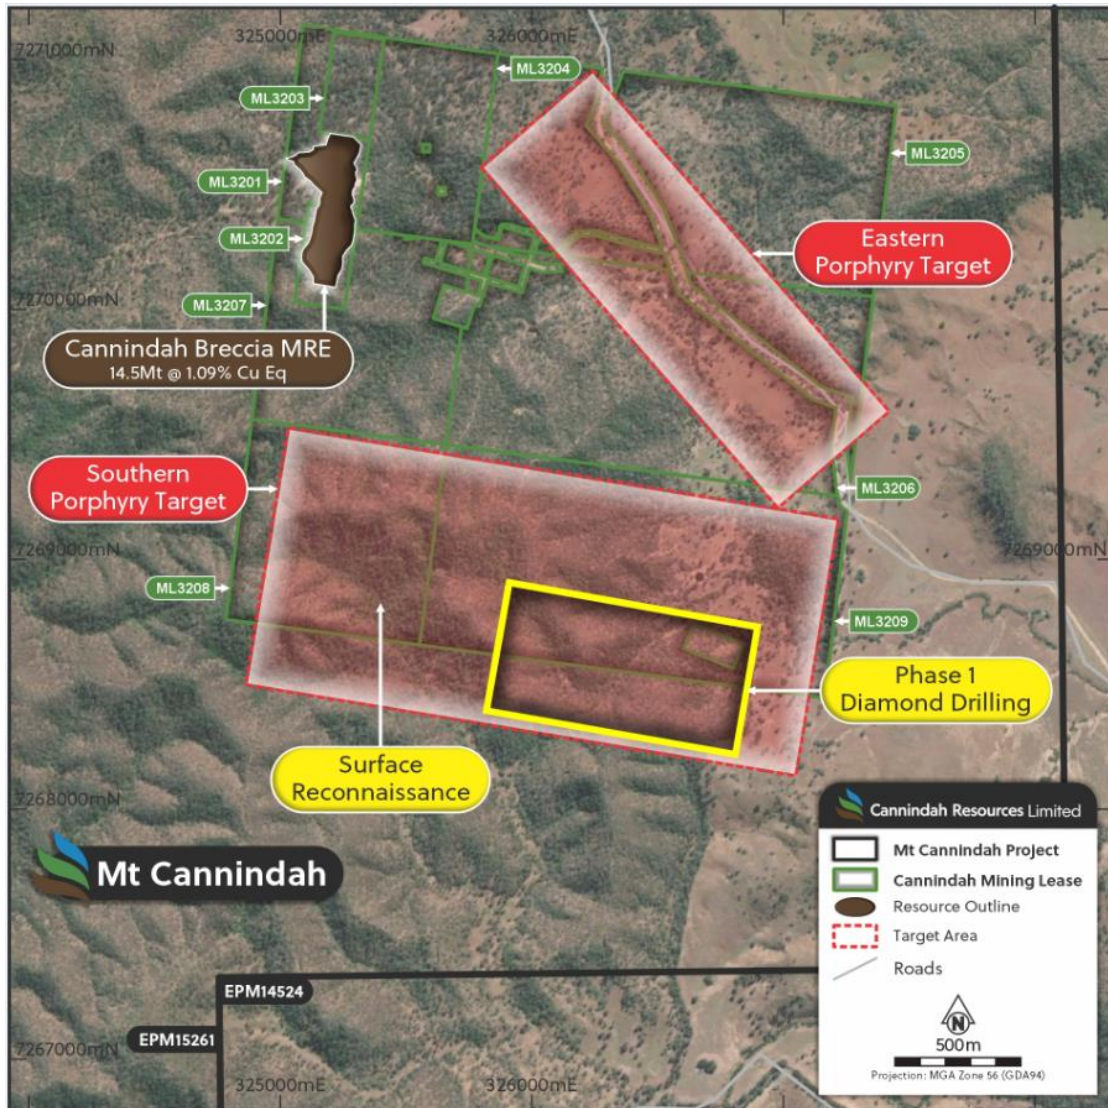 325000mE
326000mE
7271000mN
ML3204
ML3203
ML3205
ML3201
ML3202
Eastern
Porphyry Target
7270000mN
ML3207
Cannindah Breccia MRE
14.5Mt @ 1.09% Cu Eq
Southern
Porphyry Target
ML3206
7269000mN
7269000mN
ML3208
ML3209
Phase 1
Diamond Drilling
Surface
Reconnaissance
7268000mN
Mt Cannindah
Cannindah Resources Limited
Mt Cannindah Project
Cannindah Mining Lease
Resource Outline
Target Area
Roads
N
500m
Projection: MGA Zone 56 (GDA94)
EPM14524
EPM15261
7267000mN
325000mE
326000mE